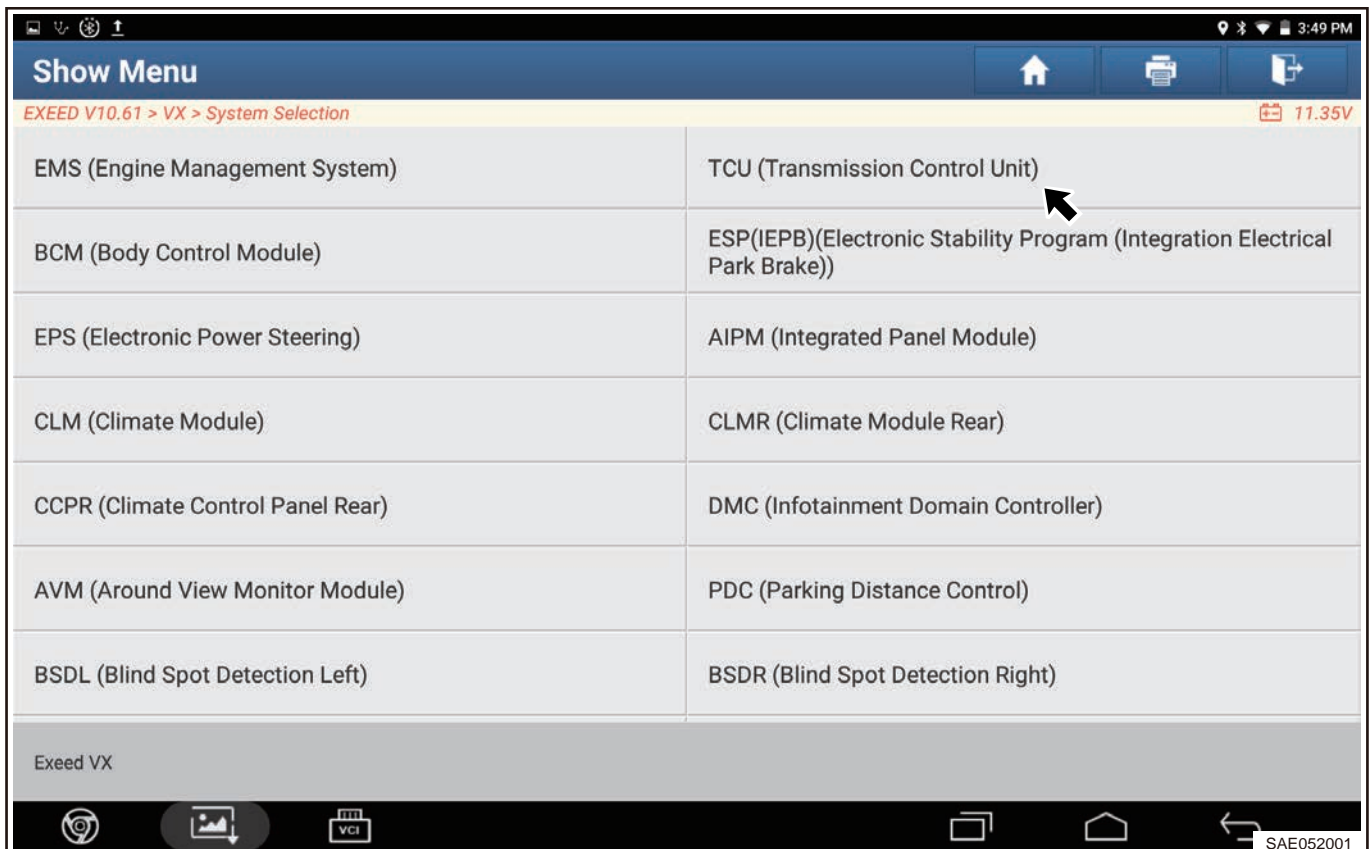 3:49 PM
Show Menu
EXEED V10.61 > VX > System Selection
11.35V
EMS (Engine Management System)
TCU (Transmission Control Unit)
BCM (Body Control Module)
ESP(IEPB)(Electronic Stability Program (Integration Electrical
Park Brake))
EPS (Electronic Power Steering)
AIPM (Integrated Panel Module)
CLM (Climate Module)
CLMR (Climate Module Rear)
CCPR (Climate Control Panel Rear)
DMC (Infotainment Domain Controller)
AVM (Around View Monitor Module)
PDC (Parking Distance Control)
BSDL (Blind Spot Detection Left)
BSDR (Blind Spot Detection Right)
Exeed VX
VCI
SAE052001